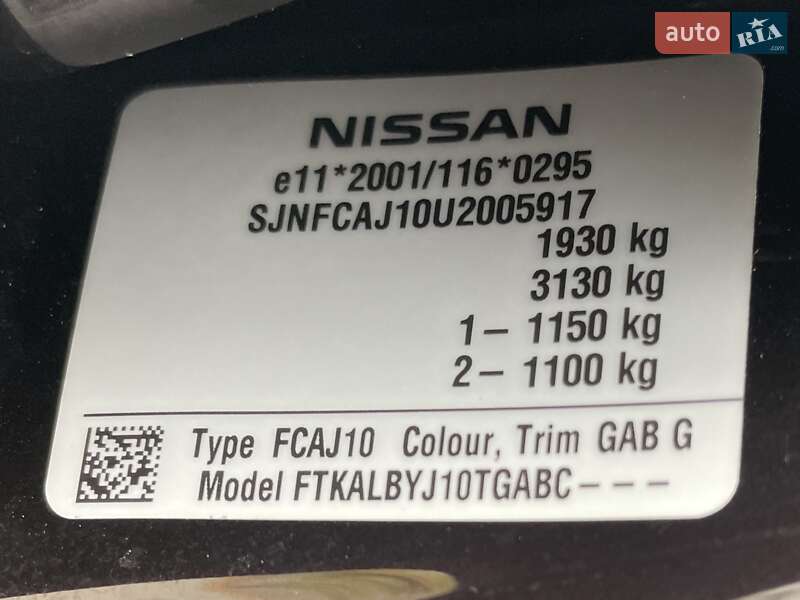 auto RIA .com
NISSAN
e11*2001/116*0295
SJNFCAJ10U2005917
1930 kg
3130 kg
1– 1150 kg
2– 1100 kg
Type FCAJ10 Colour, Trim GAB G
Model FTKALBYJ10TGABC– – –